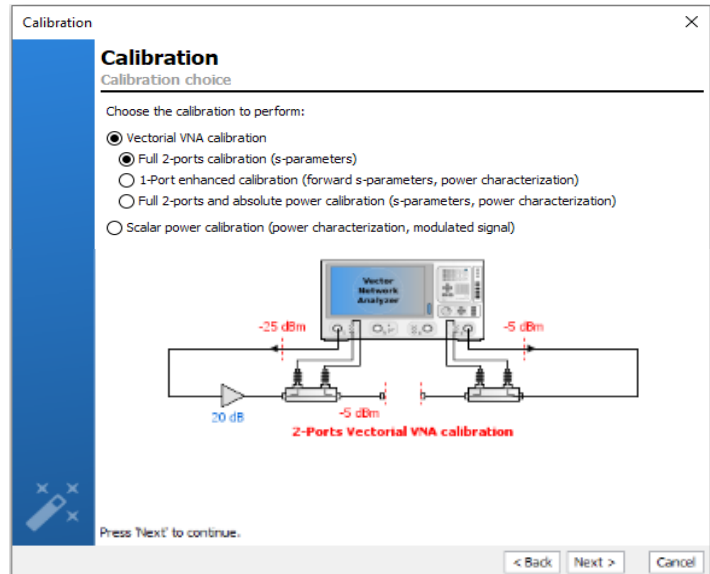 Calibration
Calibration
Calibration choice
Choose the calibration to perform:
Vectorial VNA calibration
Full 2-ports calibration (s-parameters)
1-Port enhanced calibration (forward s-parameters, power characterization)
Full 2-ports and absolute power calibration (s-parameters, power characterization)
Scalar power calibration (power characterization, modulated signal)
Vector
Network
Analyzer
-25 dBm
-5 dBm
20 dB
-5 dBm
2-Ports Vectorial VNA calibration
Press 'Next' to continue.
< Back
Next >
Cancel